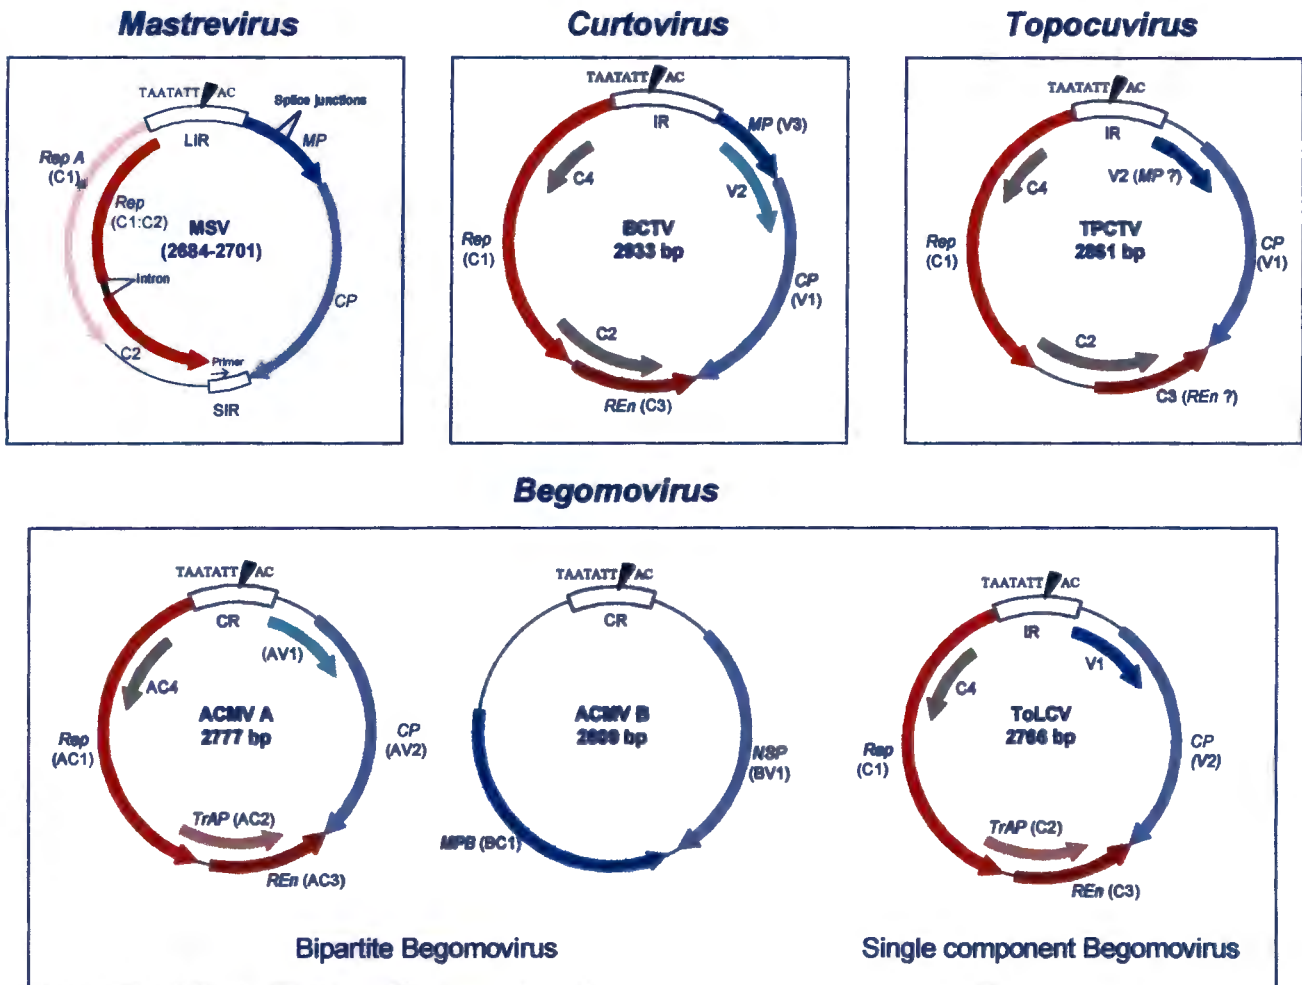 Mastrevirus
Curtovirus
Topocuvirus
TAATATT AC
Splice junctions
LIR
MP
Rep A
(C1)
Rep
(C1:C2)
MSV
(2684-2701)
Intron
CP
C2
Primer
SIR
TAATATT AC
IR
MP (V3)
C4
V2
BCTV
2933 bp
Rep
(C1)
CP
(V1)
C2
REn (C3)
TAATATT AC
IR
C4
V2 (MP ?)
TPCTV
2861 bp
Rep
(C1)
CP
(V1)
C2
C3 (REn ?)
Begomovirus
TAATATT AC
CR
(AV1)
AC4
ACMV A
2777 bp
Rep
(AC1)
CP
(AV2)
TrAP (AC2)
REn (AC3)
TAATATT AC
CR
ACMV B
bp
NSP
(BV1)
MPB (BC1)
TAATATT AC
IR
V1
C4
ToLCV
2766 bp
Rep
(C1)
CP
(V2)
TrAP (C2)
REn (C3)
Bipartite Begomovirus
Single component Begomovirus